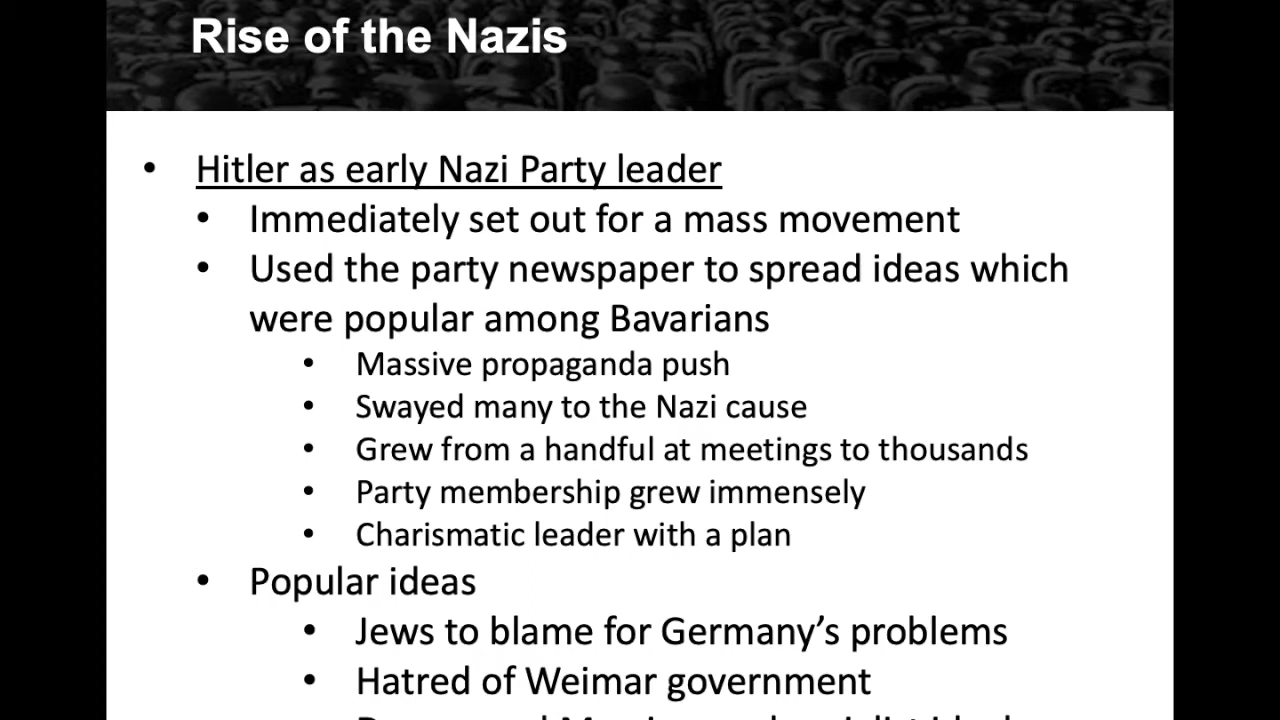 Rise of the Nazis
• Hitler as early Nazi Party leader
• Immediately set out for a mass movement
• Used the party newspaper to spread ideas which
were popular among Bavarians
• Massive propaganda push
• Swayed many to the Nazi cause
• Grew from a handful at meetings to thousands
• Party membership grew immensely
• Charismatic leader with a plan
• Popular ideas
• Jews to blame for Germany’s problems
• Hatred of Weimar government